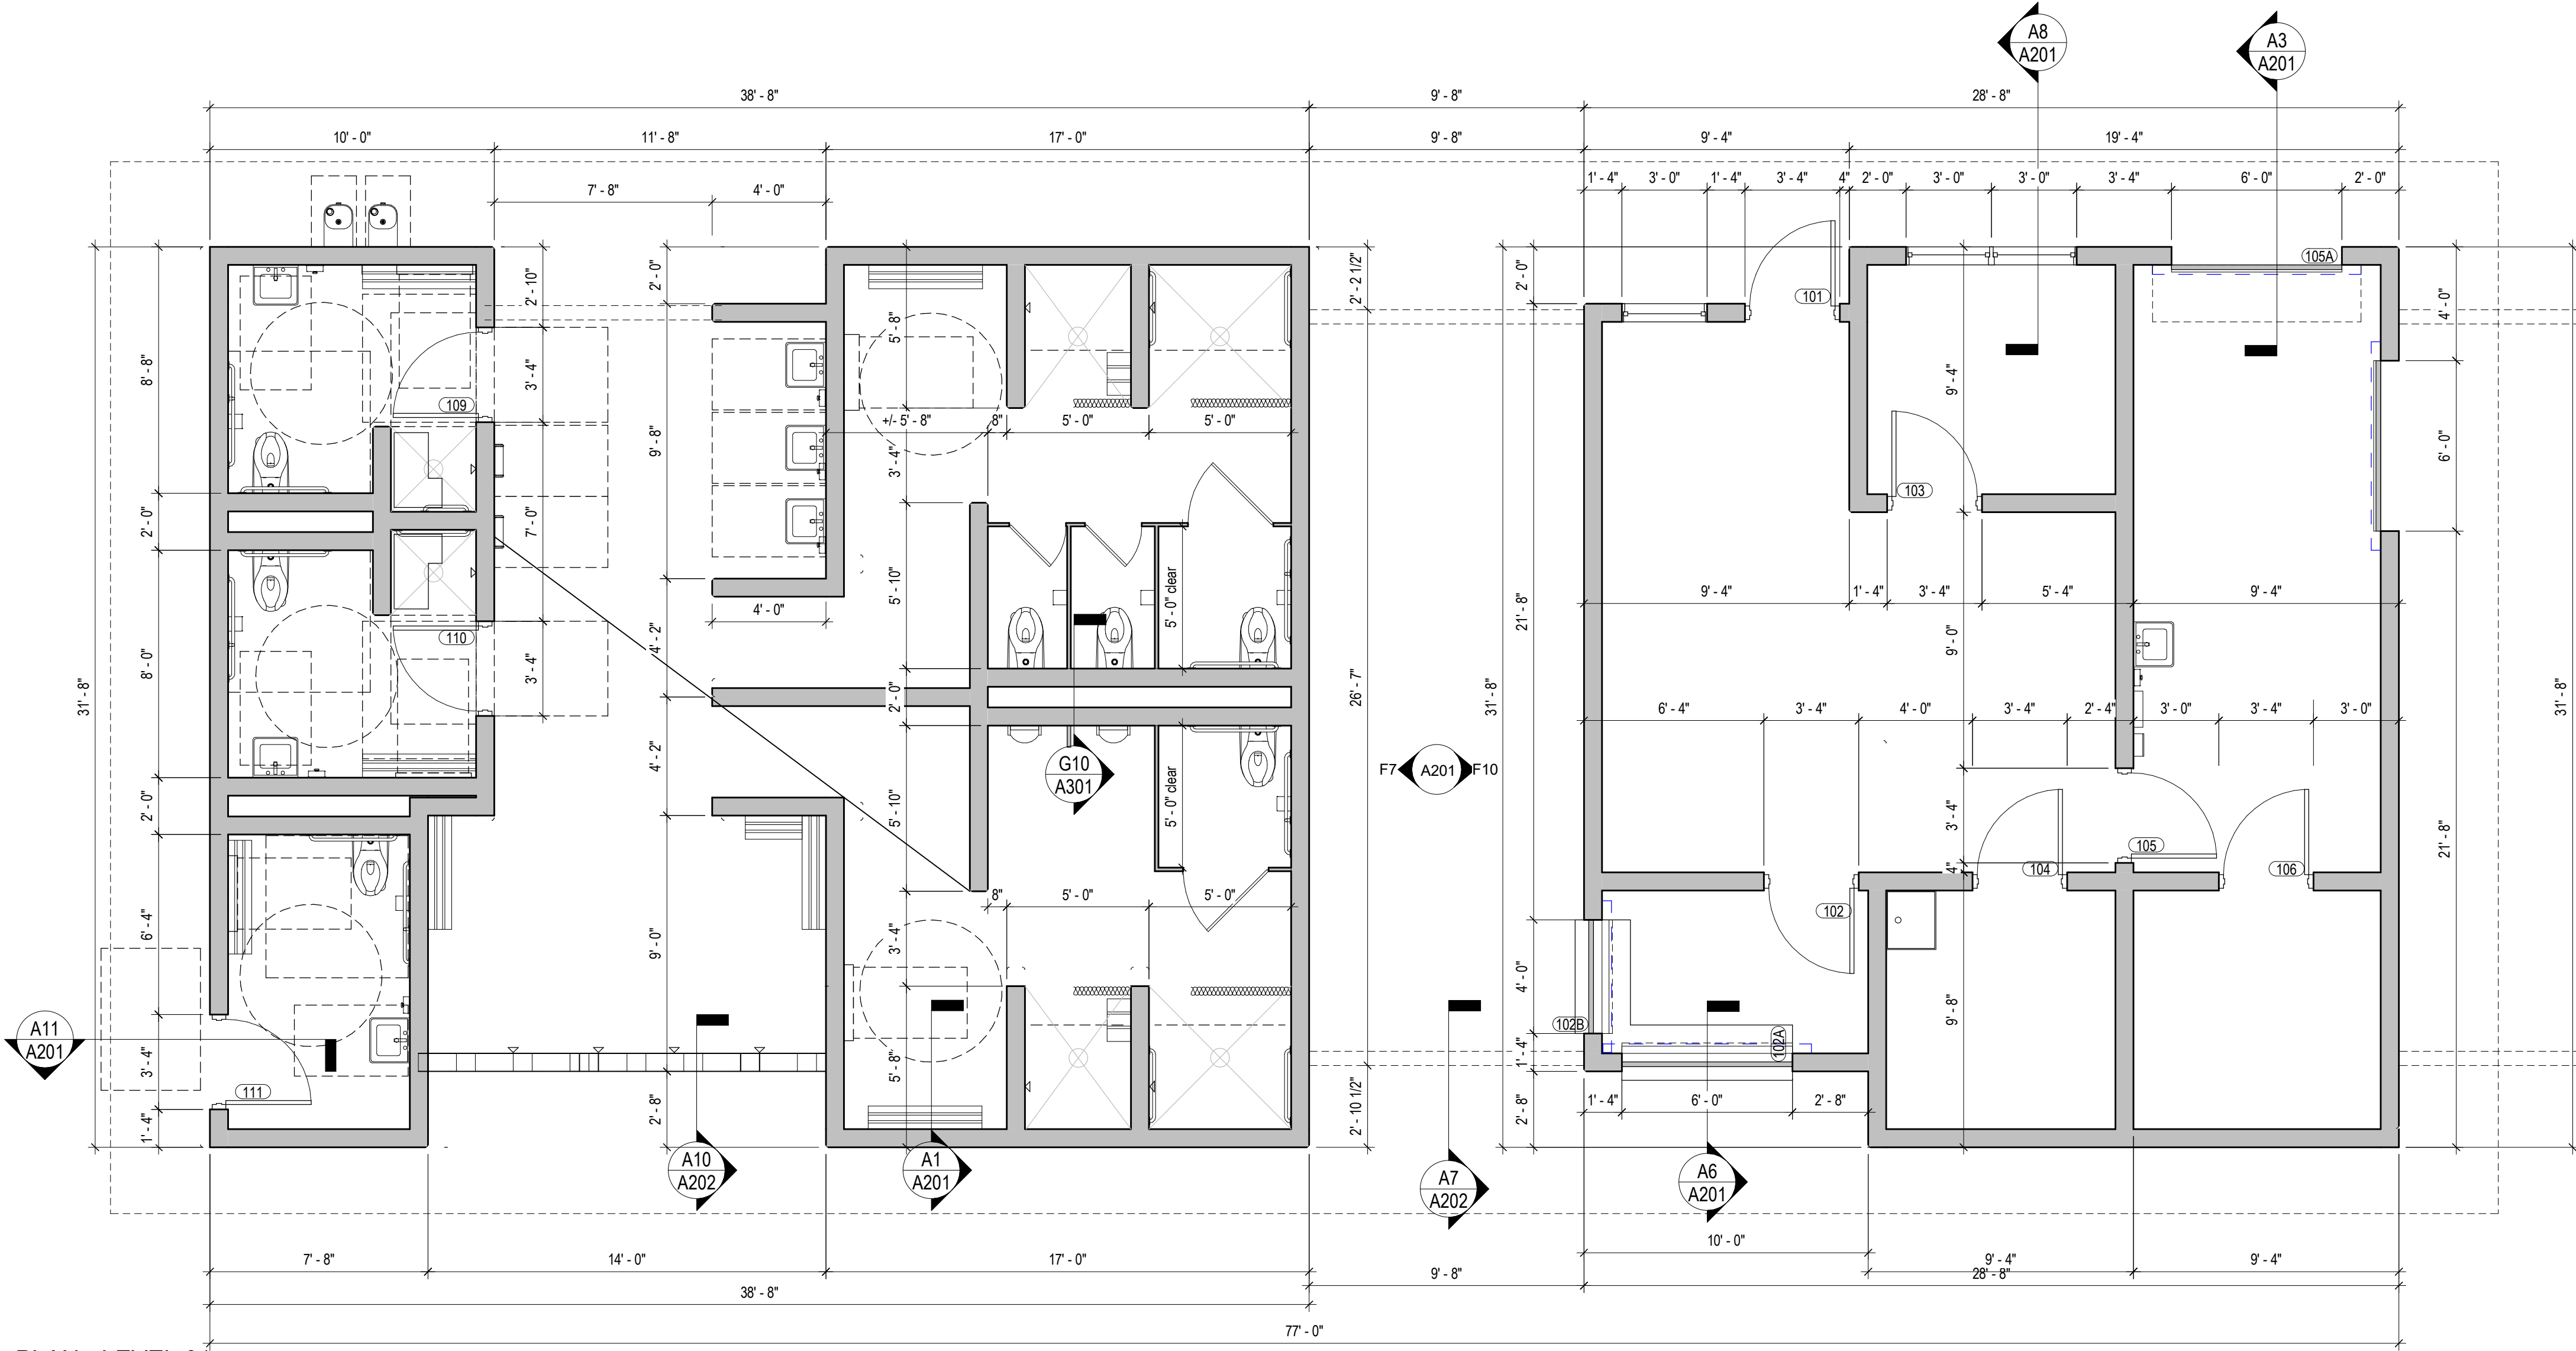 A8
A201
A3
A201
38' - 8"
9' - 8"
28' - 8"
10' - 0"
11' - 8"
17' - 0"
9' - 8"
9' - 4"
19' - 4"
7' - 8"
4' - 0"
1' - 4"
3' - 0"
1' - 4"
3' - 4"
4"
2' - 0"
3' - 0"
3' - 0"
3' - 4"
6' - 0"
2' - 0"
2' - 10"
2' - 0"
2' - 2 1/2"
2' - 0"
105A
101
4' - 0"
5' - 8"
8' - 8"
3' - 4"
9' - 4"
109
+/- 5' - 8"
8"
5' - 0"
5' - 0"
9' - 8"
3' - 4"
6' - 0"
103
2' - 0"
7' - 0"
5' - 10"
5' - 0" clear
4' - 0"
9' - 4"
1' - 4"
3' - 4"
5' - 4"
9' - 4"
21' - 8"
110
8' - 0"
3' - 4"
4' - 2"
9' - 0"
31' - 8"
2' - 0"
26' - 7"
31' - 8"
31' - 8"
6' - 4"
3' - 4"
4' - 0"
3' - 4"
2' - 4"
3' - 0"
3' - 4"
3' - 0"
4' - 2"
G10
A301
F7
A201
F10
2' - 0"
5' - 10"
5' - 0" clear
3' - 4"
105
21' - 8"
4"
104
106
8"
5' - 0"
5' - 0"
102
6' - 4"
9' - 0"
3' - 4"
4' - 0"
9' - 8"
A11
A201
102B
102A
3' - 4"
5' - 8"
1' - 4"
111
1' - 4"
2' - 8"
2' - 10 1/2"
2' - 8"
1' - 4"
6' - 0"
2' - 8"
A10
A202
A1
A201
A7
A202
A6
A201
10' - 0"
7' - 8"
14' - 0"
17' - 0"
9' - 8"
9' - 4"
9' - 4"
28' - 8"
38' - 8"
77' - 0"